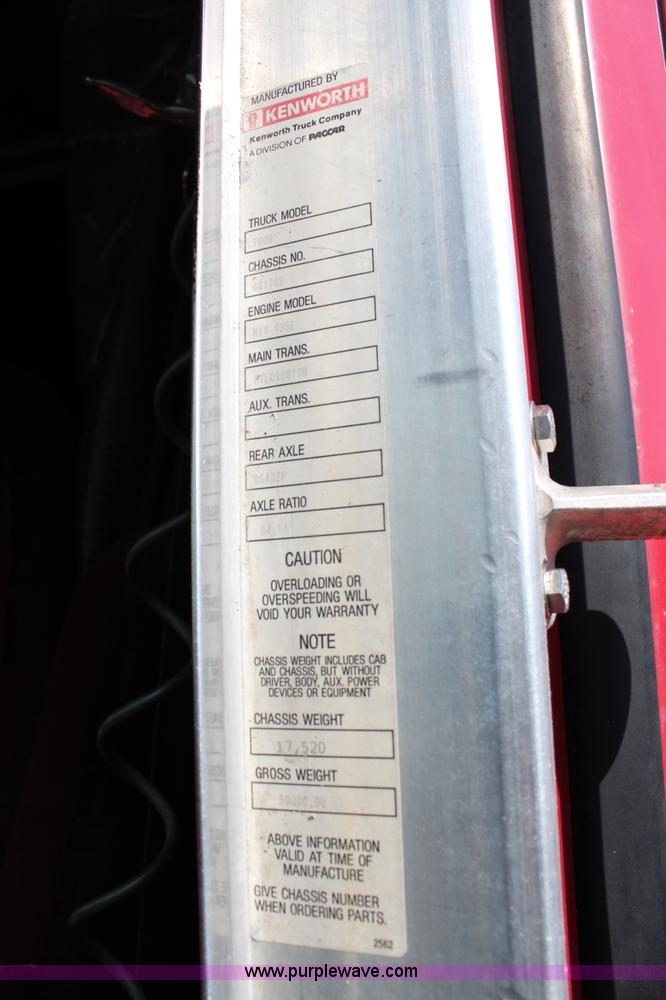 MANUFACTURED BY
KENWORTH
Kenworth Truck Company
A DIVISION OF PACCAR
TRUCK MODEL
CHASSIS NO.
ENGINE MODEL
N14-435E
MAIN TRANS.
AUX. TRANS.
REAR AXLE
DS402P
AXLE RATIO
CAUTION
OVERLOADING OR
OVERSPEEDING WILL
VOID YOUR WARRANTY
NOTE
CHASSIS WEIGHT INCLUDES CAB
AND CHASSIS, BUT WITHOUT
DRIVER, BODY, AUX. POWER
DEVICES OR EQUIPMENT
CHASSIS WEIGHT
17,520
GROSS WEIGHT
ABOVE INFORMATION
VALID AT TIME OF
MANUFACTURE
GIVE CHASSIS NUMBER
WHEN ORDERING PARTS.
2562
www.purplewave.com